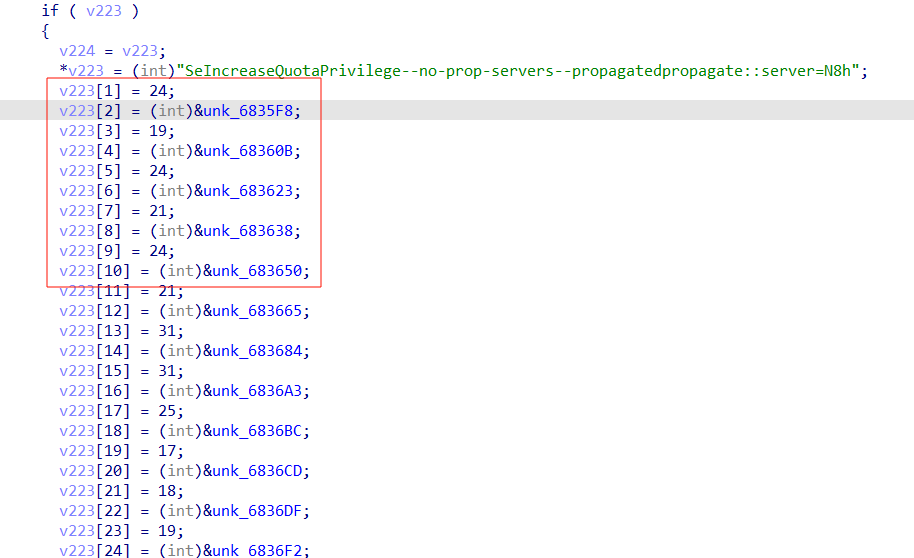 if ( v223 )
{
v224 = v223;
*v223 = (int)"SeIncreaseQuotaPrivilege--no-prop-servers--propagatedpropagate::server=N8h";
v223[1] = 24;
v223[2] = (int)&unk_6835F8;
v223[3] = 19;
v223[4] = (int)&unk_68360B;
v223[5] = 24;
v223[6] = (int)&unk_683623;
v223[7] = 21;
v223[8] = (int)&unk_683638;
v223[9] = 24;
v223[10] = (int)&unk_683650;
v223[11] = 21;
v223[12] = (int)&unk_683665;
v223[13] = 31;
v223[14] = (int)&unk_683684;
v223[15] = 31;
v223[16] = (int)&unk_6836A3;
v223[17] = 25;
v223[18] = (int)&unk_6836BC;
v223[19] = 17;
v223[20] = (int)&unk_6836CD;
v223[21] = 18;
v223[22] = (int)&unk_6836DF;
v223[23] = 19;
v223[24] = (int)&unk_6836F2;